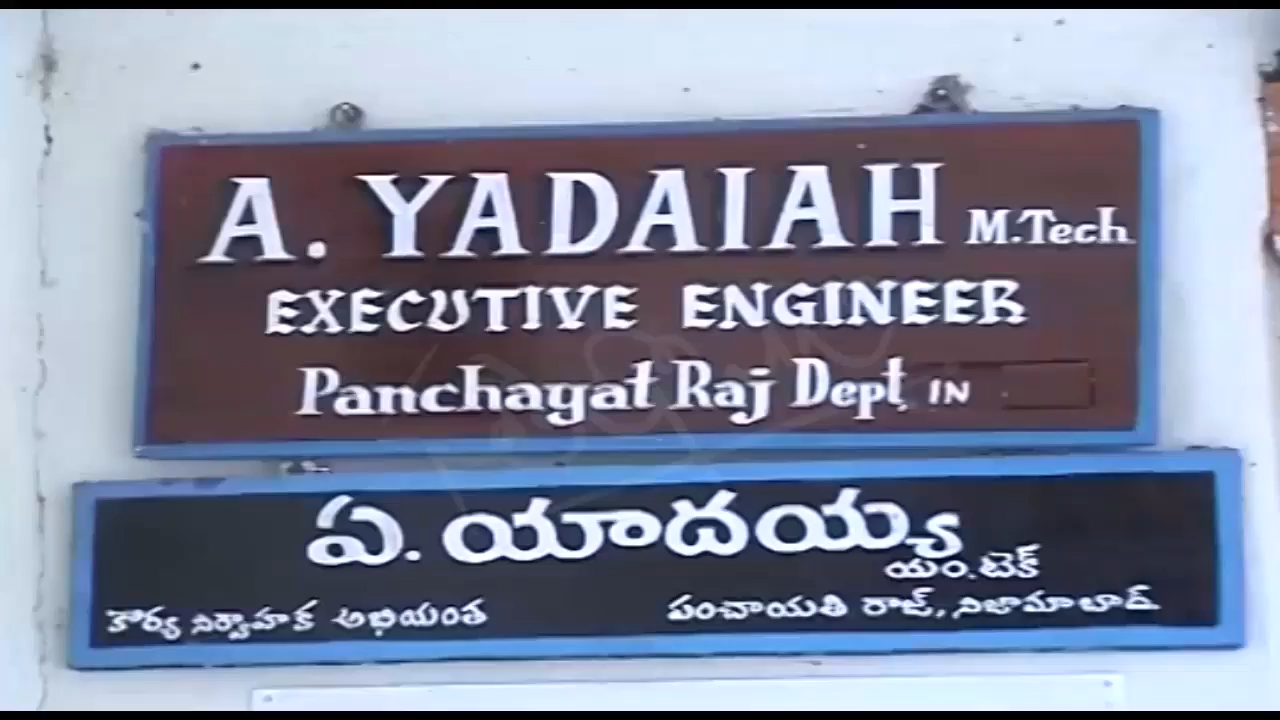 A. YADAIAH M.Tech.
EXECUTIVE ENGINEER
Panchayat Raj Dept, IN
ఏ. యాదయ్య
యం.టెక్
కార్య నిర్వాహక అభియంత పంచాయతి రాజ్, నిజామాబాద్.